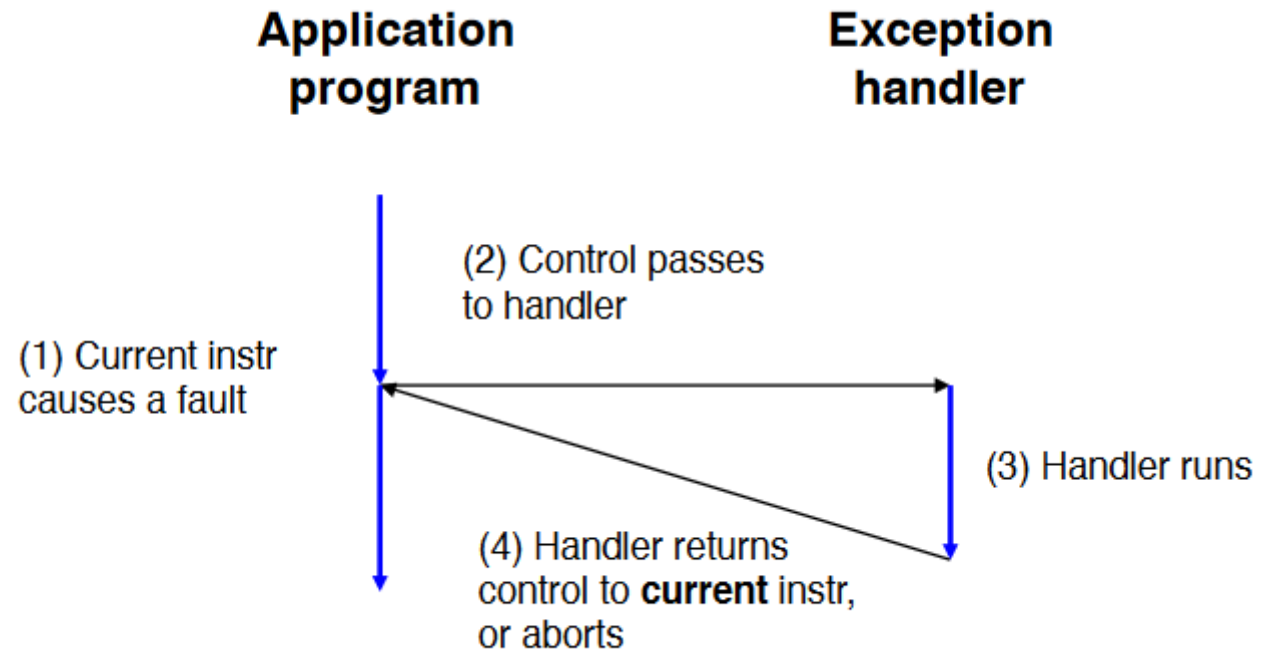 Application
program
Exception
handler
(2) Control passes
to handler
(1) Current instr
causes a fault
(3) Handler runs
(4) Handler returns
control to current instr,
or aborts